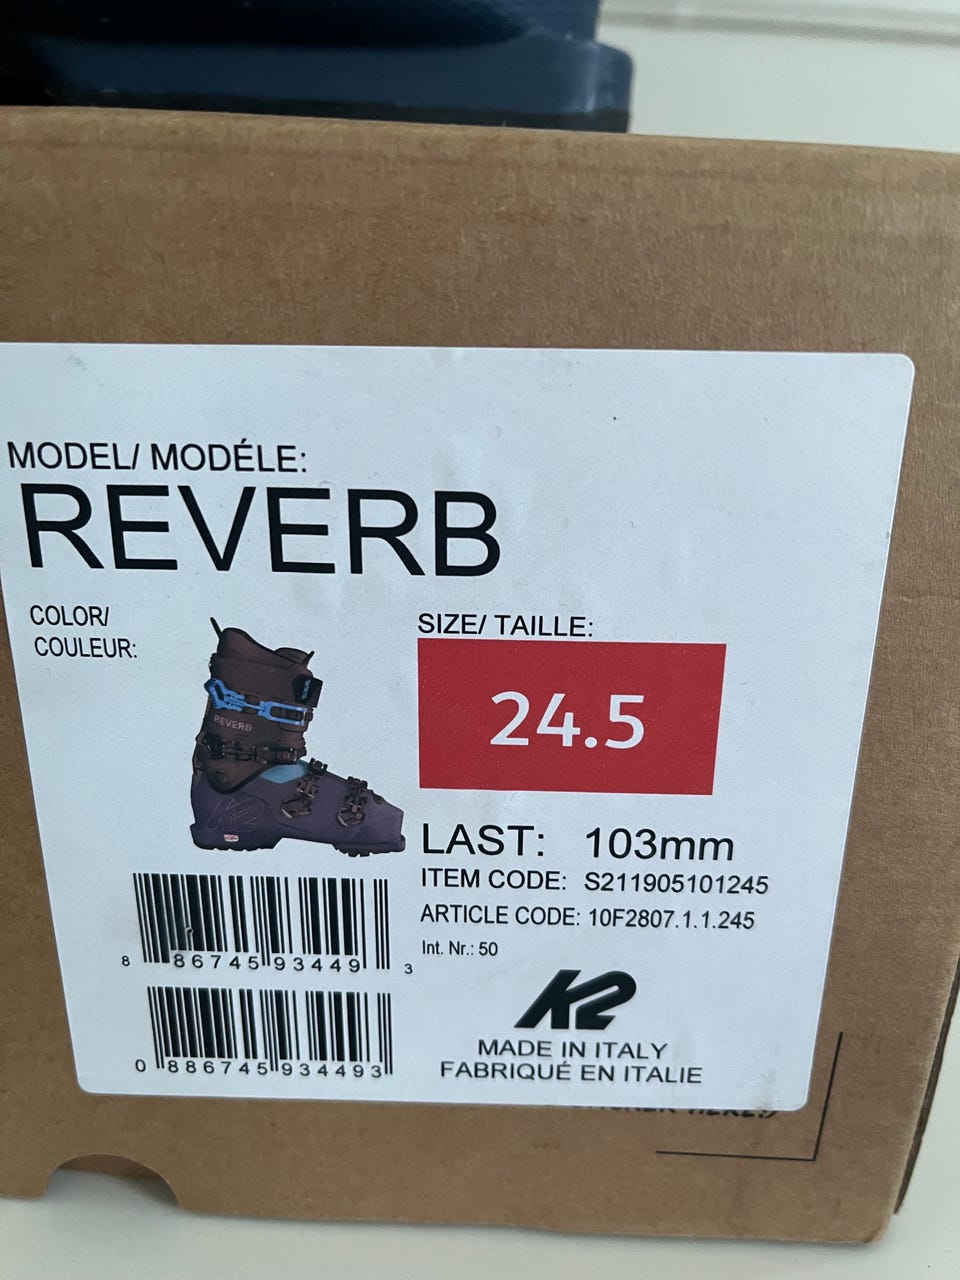 MODEL/ MODÉLE:
REVERB
COLOR/
COULEUR:
SIZE/ TAILLE:
24.5
REVERB
K2
LAST: 103mm
ITEM CODE: S211905101245
ARTICLE CODE: 10F2807.1.1.245
Int. Nr.: 50
8 86745 93449 3
K2
MADE IN ITALY
FABRIQUÉ EN ITALIE
0 886745 934493
HERE!)